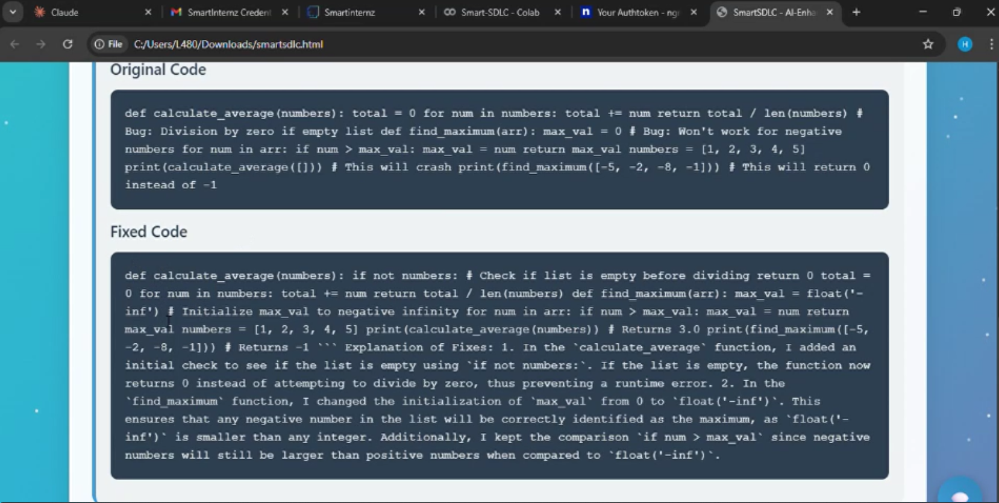 Claude
SmartInternz Credent
Smartinternz
Smart-SDLC - Colab
Your Authtoken - ngr
SmartSDLC - AI-Enha
File
C:/Users/L480/Downloads/smartsdlc.html
H
Original Code
def calculate_average(numbers): total = 0 for num in numbers: total += num return total / len(numbers) #
Bug: Division by zero if empty list def find_maximum(arr): max_val = 0 # Bug: Won't work for negative
numbers for num in arr: if num > max_val: max_val = num return max_val numbers = [1, 2, 3, 4, 5]
print(calculate_average([])) # This will crash print(find_maximum([-5, -2, -8, -1])) # This will return 0
instead of -1
Fixed Code
def calculate_average(numbers): if not numbers: # Check if list is empty before dividing return 0 total =
0 for num in numbers: total += num return total / len(numbers) def find_maximum(arr): max_val = float('-
inf') # Initialize max_val to negative infinity for num in arr: if num > max_val: max_val = num return
max_val numbers = [1, 2, 3, 4, 5] print(calculate_average(numbers)) # Returns 3.0 print(find_maximum([-5,
-2, -8, -1])) # Returns -1 ``` Explanation of Fixes: 1. In the `calculate_average` function, I added an
initial check to see if the list is empty using `if not numbers:`. If the list is empty, the function now
returns 0 instead of attempting to divide by zero, thus preventing a runtime error. 2. In the
`find_maximum` function, I changed the initialization of `max_val` from 0 to `float('-inf')`. This
ensures that any negative number in the list will be correctly identified as the maximum, as `float('-
inf')` is smaller than any integer. Additionally, I kept the comparison `if num > max_val` since negative
numbers will still be larger than positive numbers when compared to `float('-inf')`.